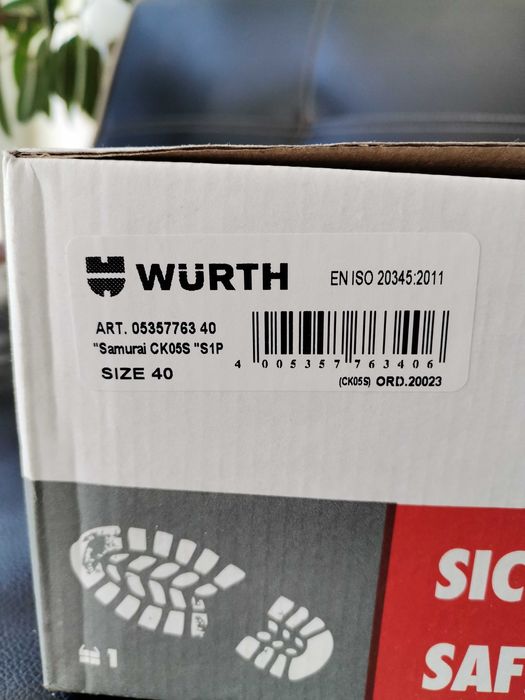 WÜRTH
EN ISO 20345:2011
ART. 05357763 40
"Samurai CK05S "S1P
SIZE 40
4 005357 763406
(CK05S) ORD.20023
1
SIC
SAF